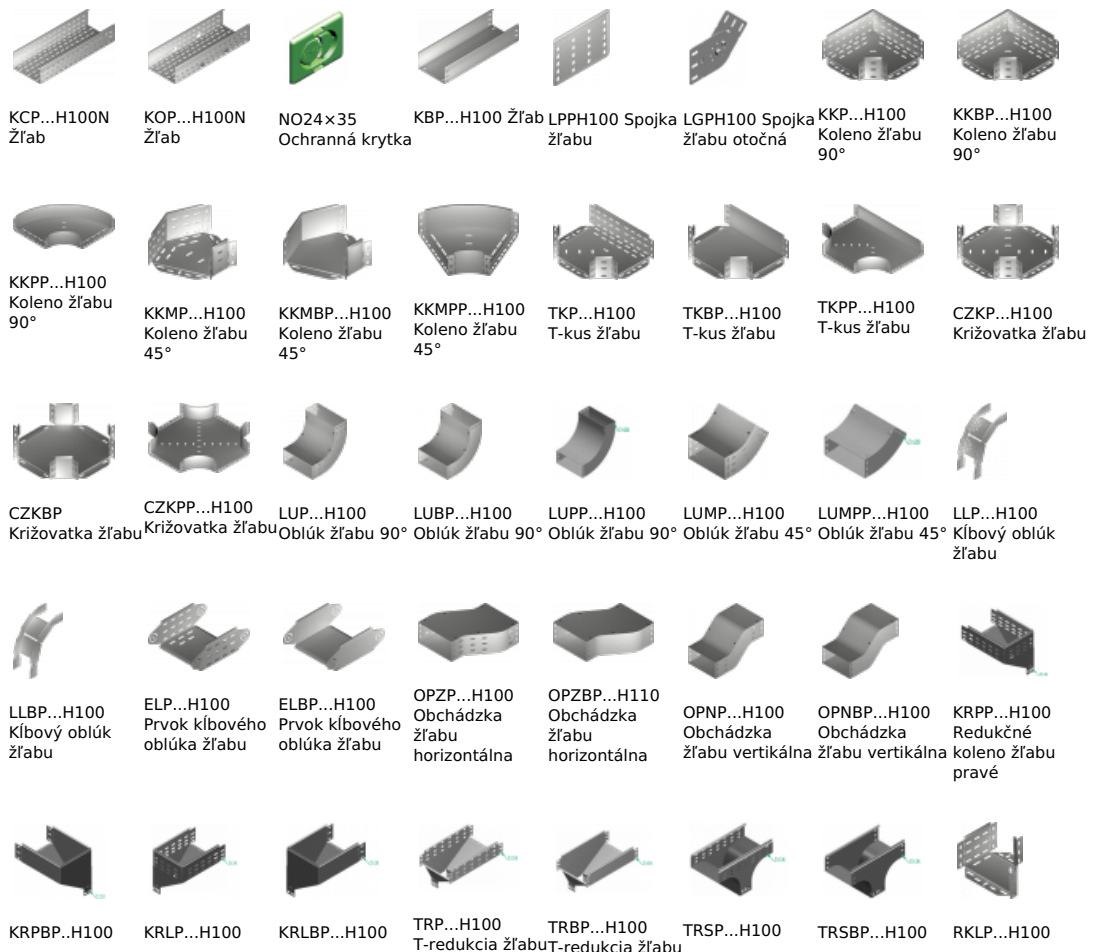 KCP...H100N
Žľab
KOP...H100N
Žľab
NO24×35
Ochranná krytka
KBP...H100 Žľab
LPPH100 Spojka
žľabu
LGPH100 Spojka
žľabu otočná
KKP...H100
Koleno žľabu
90°
KKBP...H100
Koleno žľabu
90°
KKPP...H100
Koleno žľabu
90°
KKMP...H100
Koleno žľabu
45°
KKMBP...H100
Koleno žľabu
45°
KKMPP...H100
Koleno žľabu
45°
TKP...H100
T-kus žľabu
TKBP...H100
T-kus žľabu
TKPP...H100
T-kus žľabu
CZKP...H100
Križovatka žľabu
CZKBP
Križovatka žľabu
CZKPP...H100
Križovatka žľabu
LUP...H100
Oblúk žľabu 90°
LUBP...H100
Oblúk žľabu 90°
LUPP...H100
Oblúk žľabu 90°
LUMP...H100
Oblúk žľabu 45°
LUMPP...H100
Oblúk žľabu 45°
LLP...H100
Kĺbový oblúk
žľabu
LLBP...H100
Kĺbový oblúk
žľabu
ELP...H100
Prvok kĺbového
oblúka žľabu
ELBP...H100
Prvok kĺbového
oblúka žľabu
OPZP...H100
Obchádzka
žľabu
horizontálna
OPZBP...H110
Obchádzka
žľabu
horizontálna
OPNP...H100
Obchádzka
žľabu vertikálna
OPNBP...H100
Obchádzka
žľabu vertikálna
KRPP...H100
Redukčné
koleno žľabu
pravé
KRPBP..H100
KRLP...H100
KRLBP...H100
TRP...H100
T-redukcia žľabu
TRBP...H100
T-redukcia žľabu
TRSP...H100
TRSBP...H100
RKLP...H100